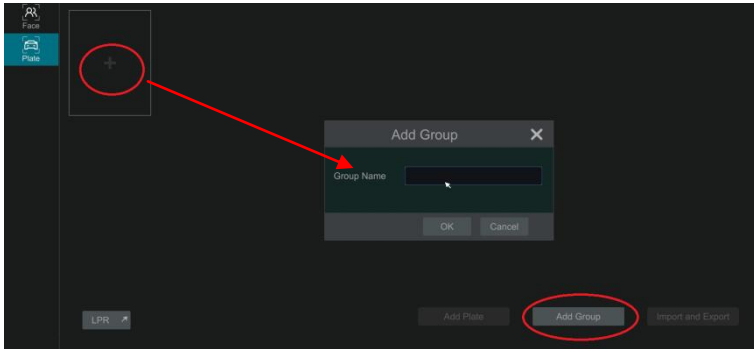 Face
Plate
+
Add Group
Group Name
OK Cancel
LPR
Add Plate Add Group Import and Export